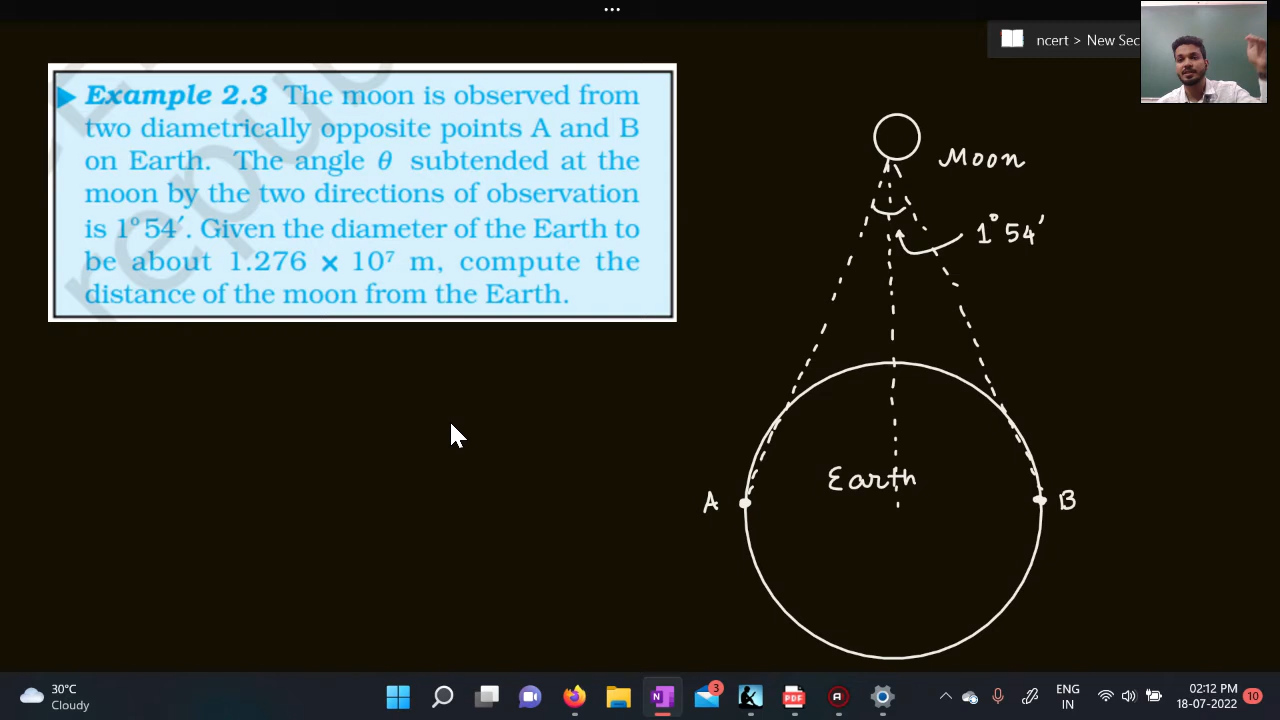 ncert > New Sec
Example 2.3 The moon is observed from
two diametrically opposite points A and B
on Earth. The angle θ subtended at the
moon by the two directions of observation
is 1° 54′. Given the diameter of the Earth to
be about 1.276 × 10⁷ m, compute the
distance of the moon from the Earth.
Moon
1° 54′
Earth
A
B
30°C
Cloudy
3
PDF
ENG
IN
02:12 PM
18-07-2022
10